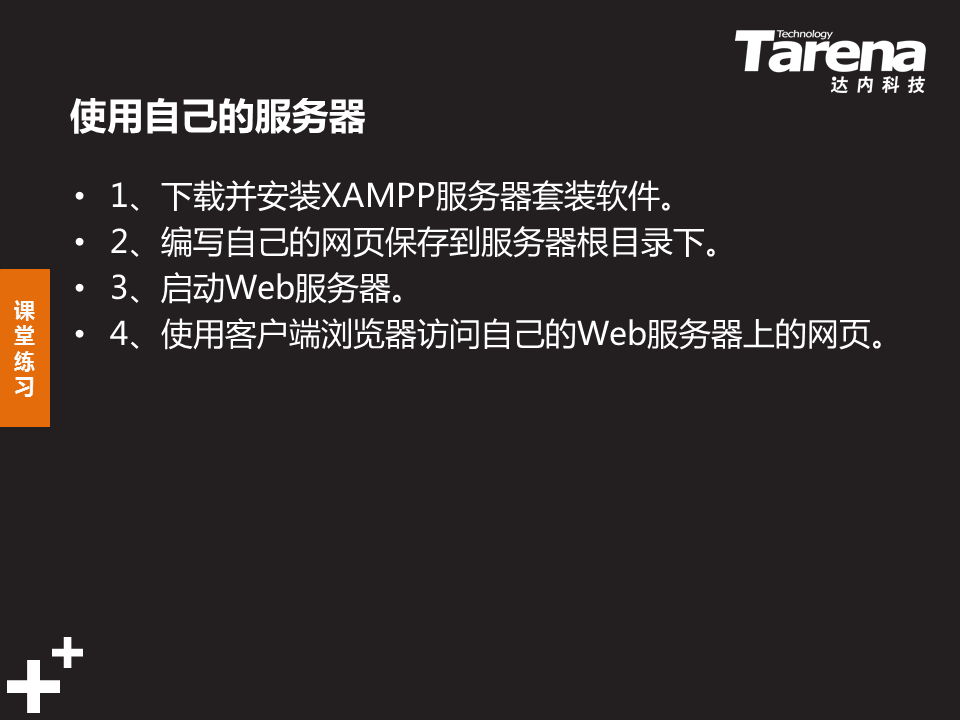 Technology
Tarena
达内科技
使用自己的服务器
• 1、下载并安装XAMPP服务器套装软件。
• 2、编写自己的网页保存到服务器根目录下。
• 3、启动Web服务器。
• 4、使用客户端浏览器访问自己的Web服务器上的网页。
课堂练习